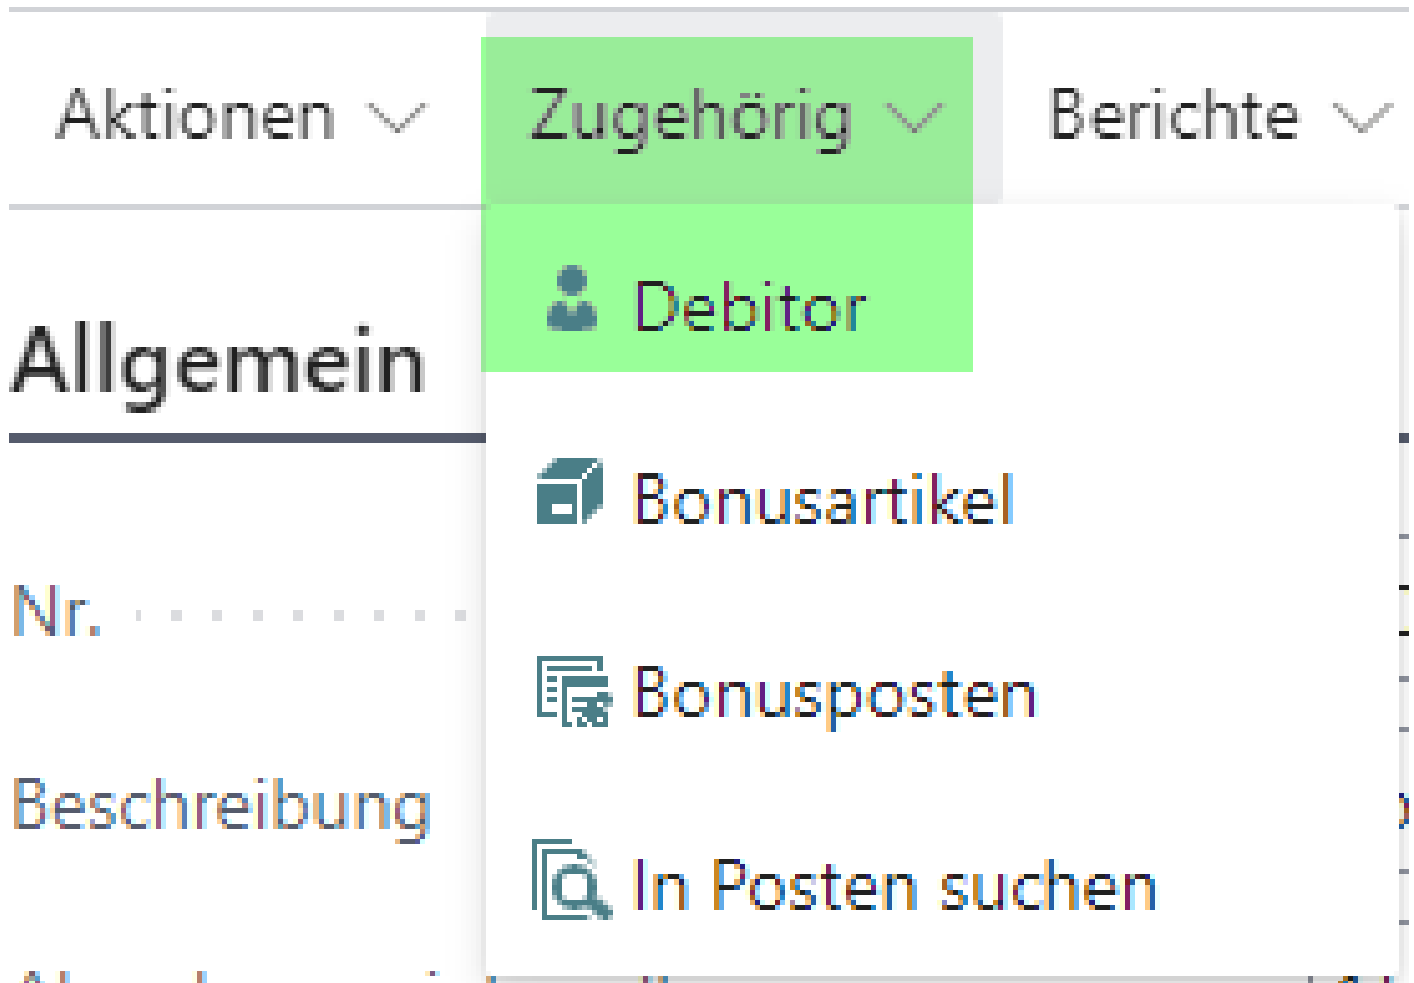 Aktionen Zugehörig Berichte
Debitor
Allgemein
Bonusartikel
Nr.
Bonusposten
Beschreibung
In Posten suchen